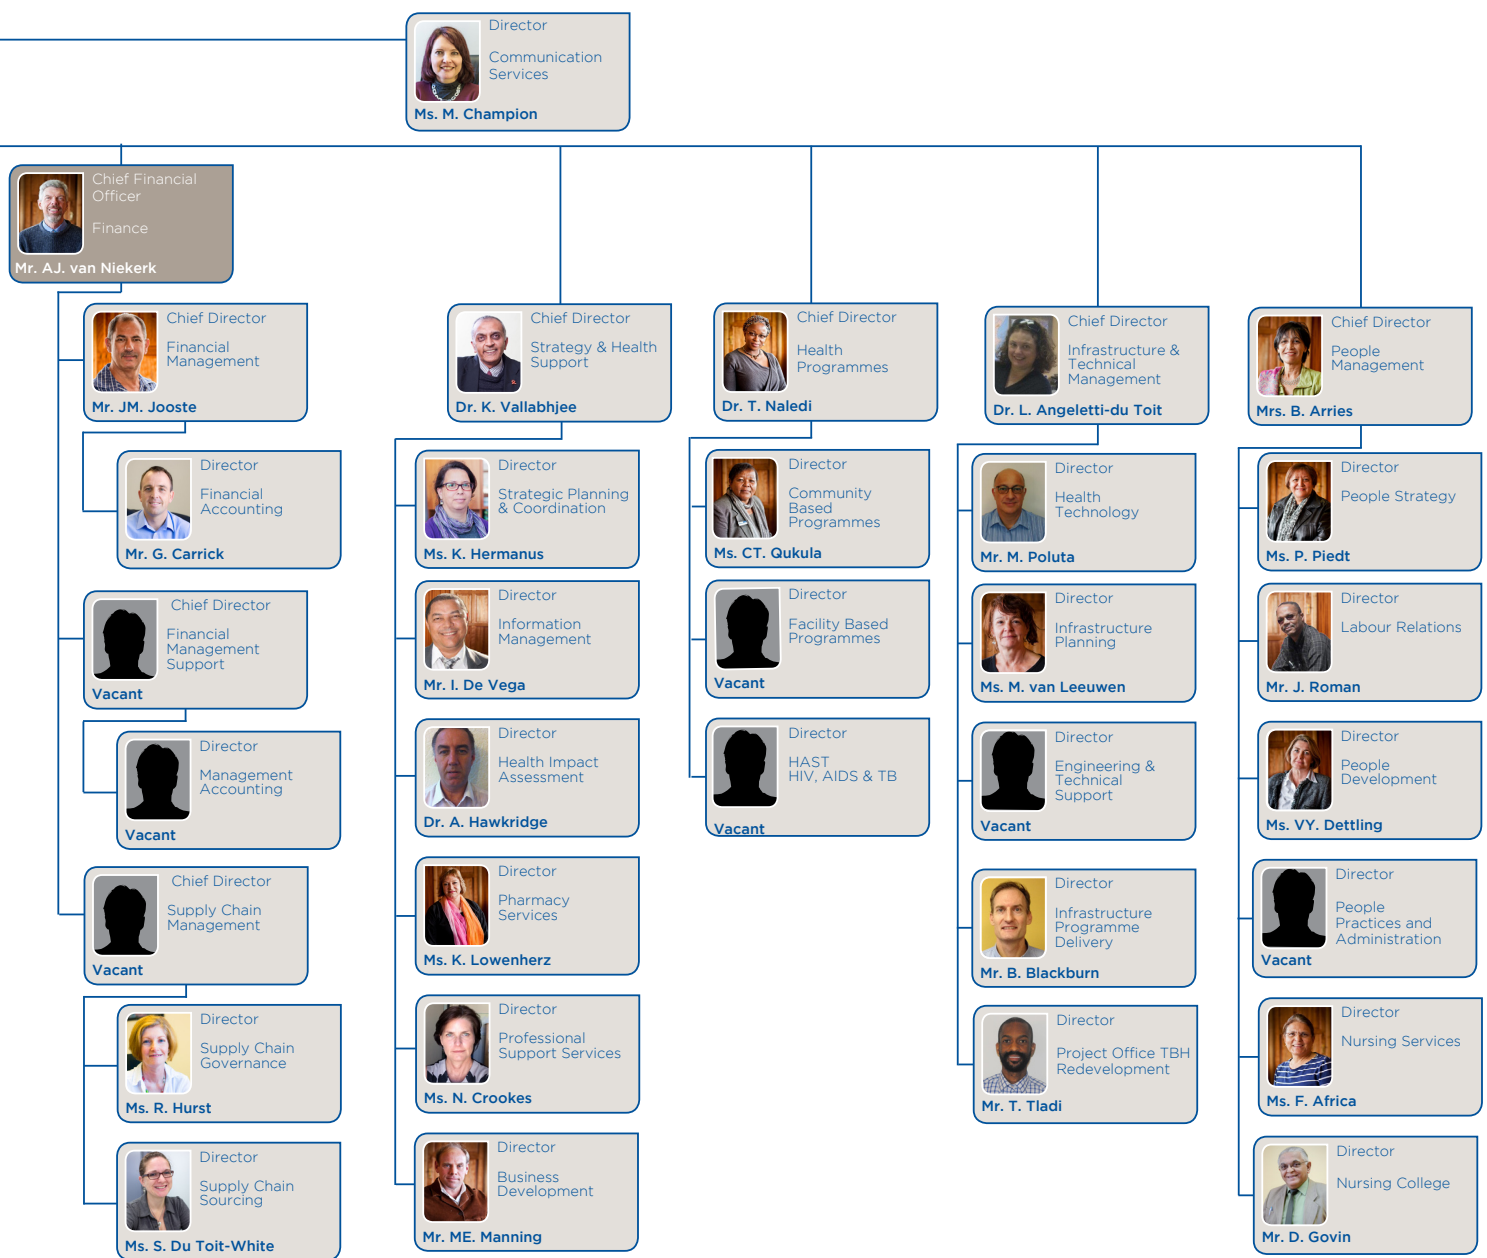 Director
Communication
Services
Ms. M. Champion
Chief Financial
Officer
Finance
Mr. AJ. van Niekerk
Chief Director
Financial
Management
Mr. JM. Jooste
Director
Financial
Accounting
Mr. G. Carrick
Chief Director
Financial
Management
Support
Vacant
Director
Management
Accounting
Vacant
Chief Director
Supply Chain
Management
Vacant
Director
Supply Chain
Governance
Ms. R. Hurst
Director
Supply Chain
Sourcing
Ms. S. Du Toit-White
Chief Director
Strategy & Health
Support
Dr. K. Vallabhjee
Director
Strategic Planning
& Coordination
Ms. K. Hermanus
Director
Information
Management
Mr. I. De Vega
Director
Health Impact
Assessment
Dr. A. Hawkridge
Director
Pharmacy
Services
Ms. K. Lowenherz
Director
Professional
Support Services
Ms. N. Crookes
Director
Business
Development
Mr. ME. Manning
Chief Director
Health
Programmes
Dr. T. Naledi
Director
Community
Based
Programmes
Ms. CT. Qukula
Director
Facility Based
Programmes
Vacant
Director
HAST
HIV, AIDS & TB
Vacant
Chief Director
Infrastructure &
Technical
Management
Dr. L. Angeletti-du Toit
Director
Health
Technology
Mr. M. Poluta
Director
Infrastructure
Planning
Ms. M. van Leeuwen
Director
Engineering &
Technical
Support
Vacant
Director
Infrastructure
Programme
Delivery
Mr. B. Blackburn
Director
Project Office TBH
Redevelopment
Mr. T. Tladi
Chief Director
People
Management
Mrs. B. Arries
Director
People Strategy
Ms. P. Piedt
Director
Labour Relations
Mr. J. Roman
Director
People
Development
Ms. VY. Dettling
Director
People
Practices and
Administration
Vacant
Director
Nursing Services
Ms. F. Africa
Director
Nursing College
Mr. D. Govin